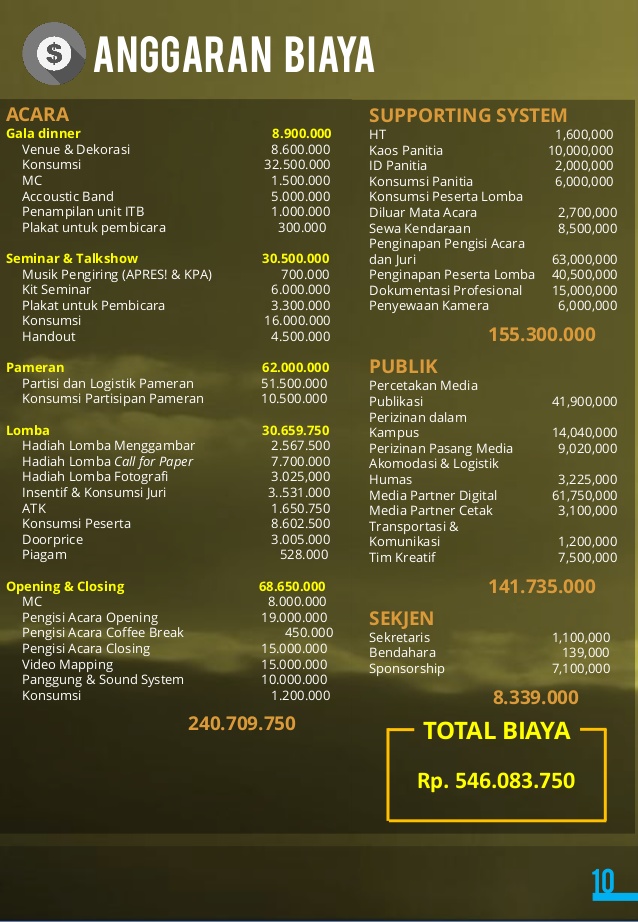 $ ANGGARAN BIAYA
ACARA
Gala dinner 8.900.000
Venue & Dekorasi 8.600.000
Konsumsi 32.500.000
MC 1.500.000
Accoustic Band 5.000.000
Penampilan unit ITB 1.000.000
Plakat untuk pembicara 300.000
Seminar & Talkshow 30.500.000
Musik Pengiring (APRES! & KPA) 700.000
Kit Seminar 6.000.000
Plakat untuk Pembicara 3.300.000
Konsumsi 16.000.000
Handout 4.500.000
Pameran 62.000.000
Partisi dan Logistik Pameran 51.500.000
Konsumsi Partisipan Pameran 10.500.000
Lomba 30.659.750
Hadiah Lomba Menggambar 2.567.500
Hadiah Lomba Call for Paper 7.700.000
Hadiah Lomba Fotografi 3.025,000
Insentif & Konsumsi Juri 3..531.000
ATK 1.650.750
Konsumsi Peserta 8.602.500
Doorprice 3.005.000
Piagam 528.000
Opening & Closing 68.650.000
MC 8.000.000
Pengisi Acara Opening 19.000.000
Pengisi Acara Coffee Break 450.000
Pengisi Acara Closing 15.000.000
Video Mapping 15.000.000
Panggung & Sound System 10.000.000
Konsumsi 1.200.000
240.709.750
SUPPORTING SYSTEM
HT 1,600,000
Kaos Panitia 10,000,000
ID Panitia 2,000,000
Konsumsi Panitia 6,000,000
Konsumsi Peserta Lomba
Diluar Mata Acara 2,700,000
Sewa Kendaraan 8,500,000
Penginapan Pengisi Acara
dan Juri 63,000,000
Penginapan Peserta Lomba 40,500,000
Dokumentasi Profesional 15,000,000
Penyewaan Kamera 6,000,000
155.300.000
PUBLIK
Percetakan Media
Publikasi 41,900,000
Perizinan dalam
Kampus 14,040,000
Perizinan Pasang Media 9,020,000
Akomodasi & Logistik
Humas 3,225,000
Media Partner Digital 61,750,000
Media Partner Cetak 3,100,000
Transportasi &
Komunikasi 1,200,000
Tim Kreatif 7,500,000
141.735.000
SEKJEN
Sekretaris 1,100,000
Bendahara 139,000
Sponsorship 7,100,000
8.339.000
TOTAL BIAYA
Rp. 546.083.750
10